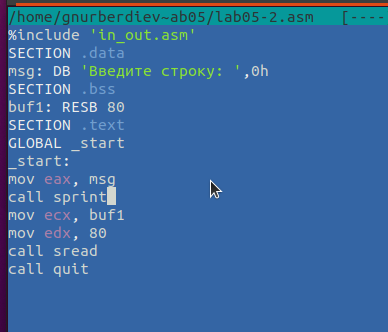 /home/gnurberdiev~ab05/lab05-2.asm [----
%include 'in_out.asm'
SECTION .data
msg: DB 'Введите строку: ',0h
SECTION .bss
buf1: RESB 80
SECTION .text
GLOBAL _start
_start:
mov eax, msg
call sprint
mov ecx, buf1
mov edx, 80
call sread
call quit